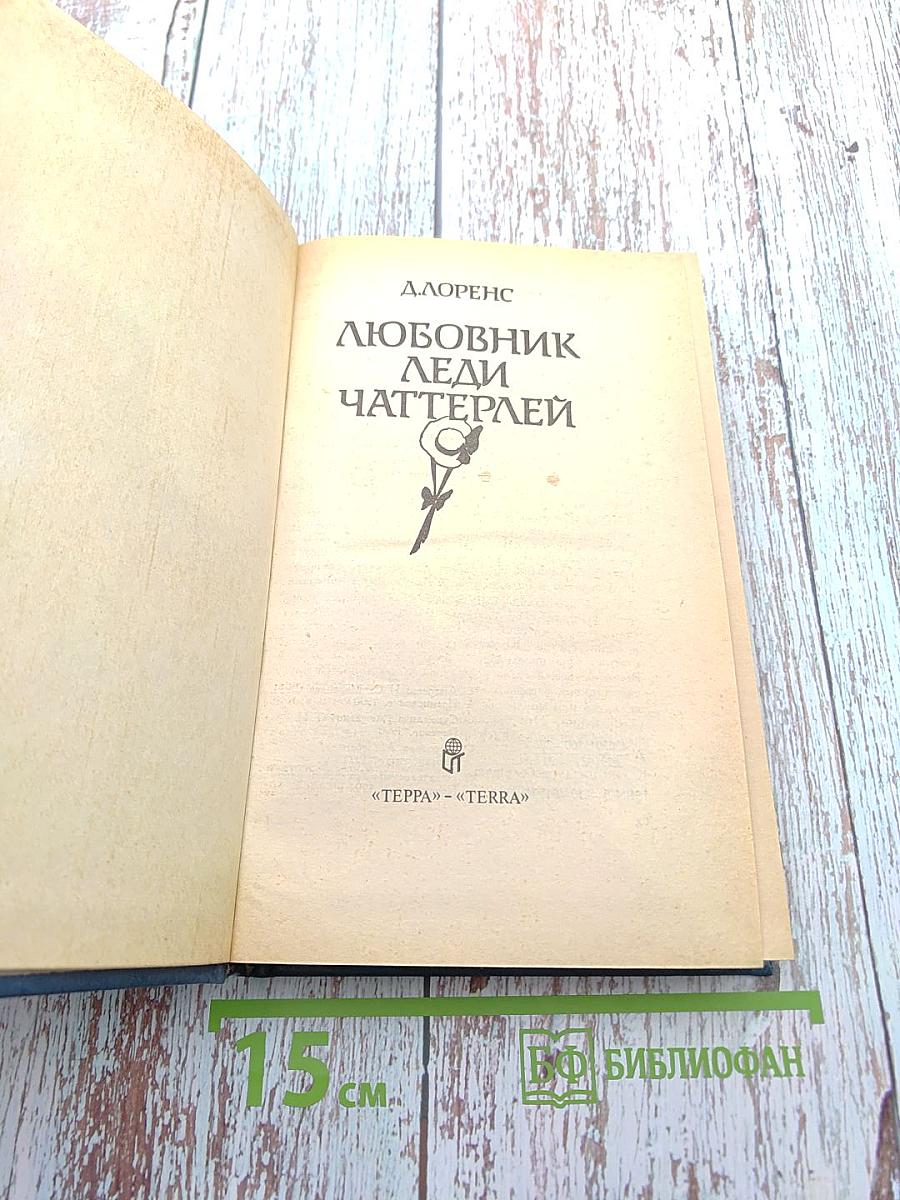 Д.ЛОРЕНС
ЛЮБОВНИК
ЛЕДИ
ЧАТТЕРЛЕЙ
«ТЕРРА» – «TERRA»
15 см
БФ БИБЛИОФАН